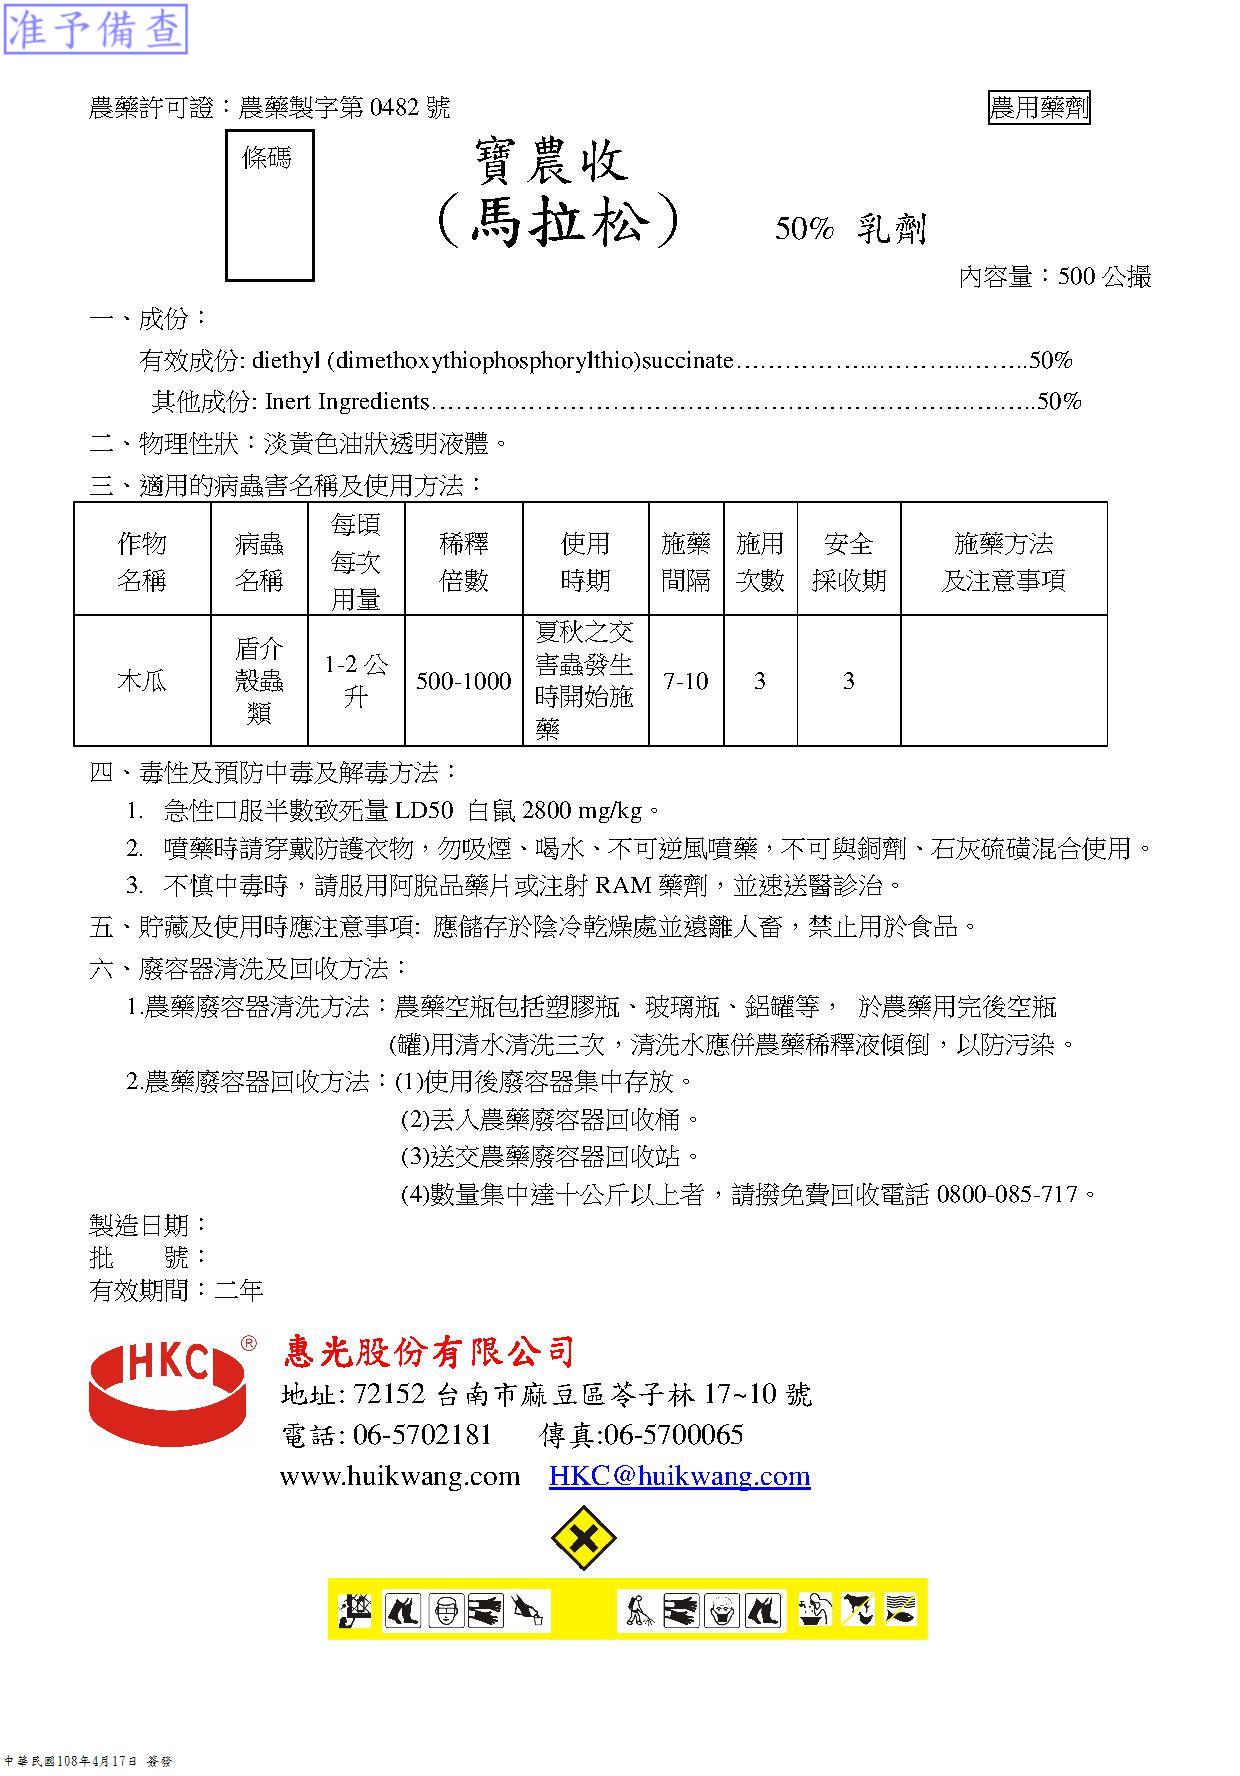 准予備查
農藥許可證：農藥製字第 0482 號
農用藥劑
條碼
寶農收
（馬拉松） 50% 乳劑
內容量：500 公撮
一、成份：
有效成份: diethyl (dimethoxythiophosphorylthio)succinate……………..………..……..50%
其他成份: Inert Ingredients……………………………………………………………….50%
二、物理性狀：淡黃色油狀透明液體。
三、適用的病蟲害名稱及使用方法：
作物名稱 病蟲名稱 每頃每次用量 稀釋倍數 使用時期 施藥間隔 施用次數 安全採收期 施藥方法及注意事項
木瓜 盾介殼蟲類 1-2 公升 500-1000 夏秋之交害蟲發生時開始施藥 7-10 3 3
四、毒性及預防中毒及解毒方法：
1. 急性口服半數致死量 LD50 白鼠 2800 mg/kg。
2. 噴藥時請穿戴防護衣物，勿吸煙、喝水、不可逆風噴藥，不可與銅劑、石灰硫磺混合使用。
3. 不慎中毒時，請服用阿脫品藥片或注射 RAM 藥劑，並速送醫診治。
五、貯藏及使用時應注意事項: 應儲存於陰冷乾燥處並遠離人畜，禁止用於食品。
六、廢容器清洗及回收方法：
1.農藥廢容器清洗方法：農藥空瓶包括塑膠瓶、玻璃瓶、鋁罐等， 於農藥用完後空瓶
(罐)用清水清洗三次，清洗水應併農藥稀釋液傾倒，以防污染。
2.農藥廢容器回收方法：(1)使用後廢容器集中存放。
(2)丟入農藥廢容器回收桶。
(3)送交農藥廢容器回收站。
(4)數量集中達十公斤以上者，請撥免費回收電話 0800-085-717。
製造日期：
批　　號：
有效期間：二年
HKC ®
惠光股份有限公司
地址: 72152 台南市麻豆區苓子林 17~10 號
電話: 06-5702181 傳真:06-5700065
www.huikwang.com HKC@huikwang.com
中華民國108年4月17日 簽發